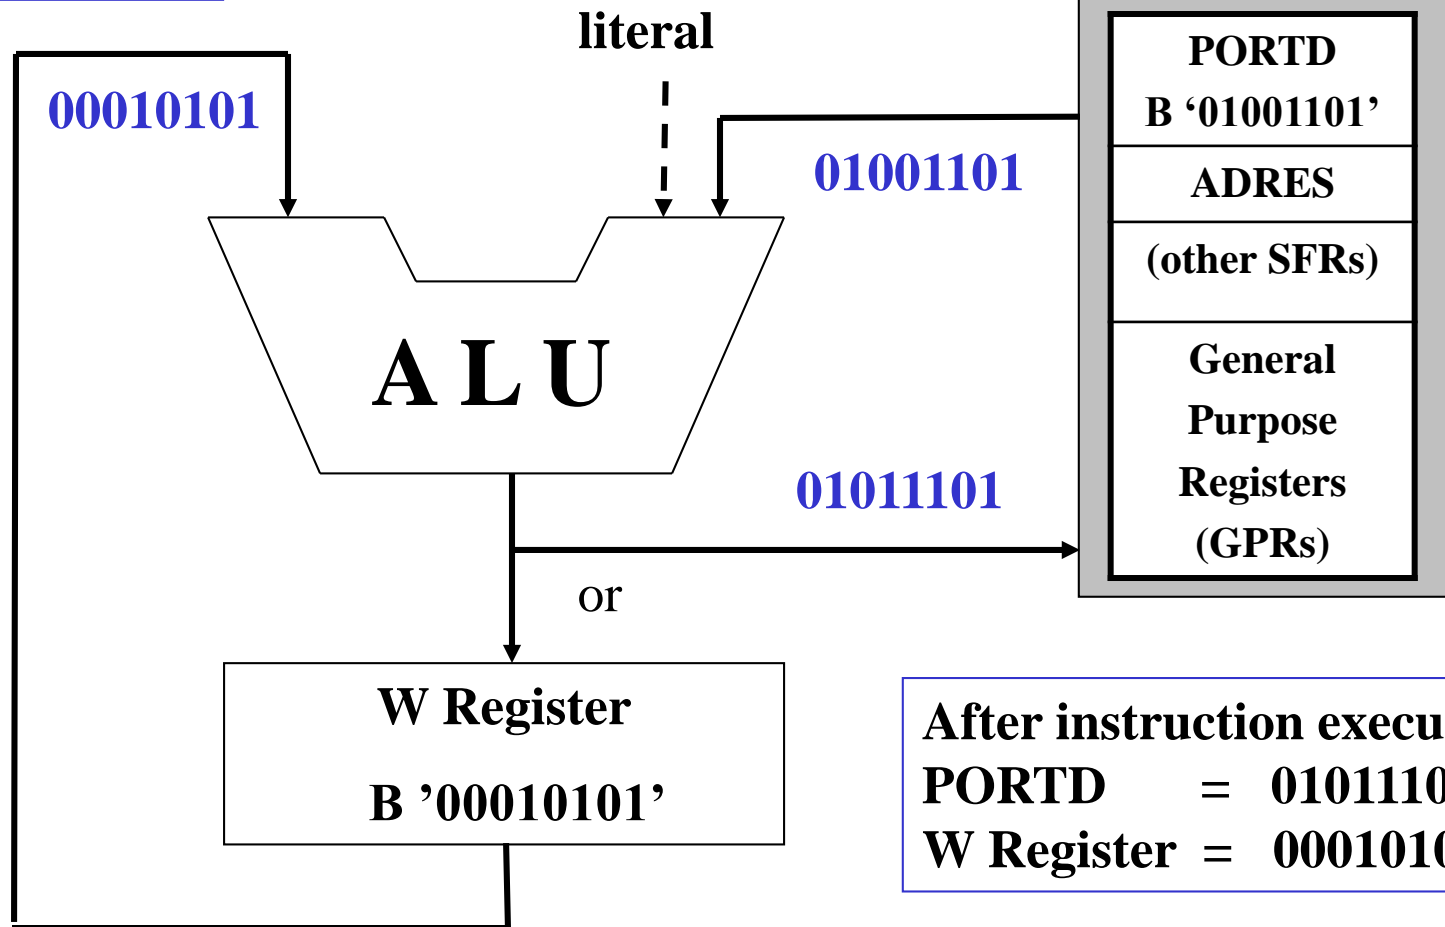 literal
00010101
01001101
PORTD
B ‘01001101’
ADRES
(other SFRs)
General
Purpose
Registers
(GPRs)
A L U
01011101
or
W Register
B ’00010101’
After instruction execu
PORTD = 0101110
W Register = 0001010